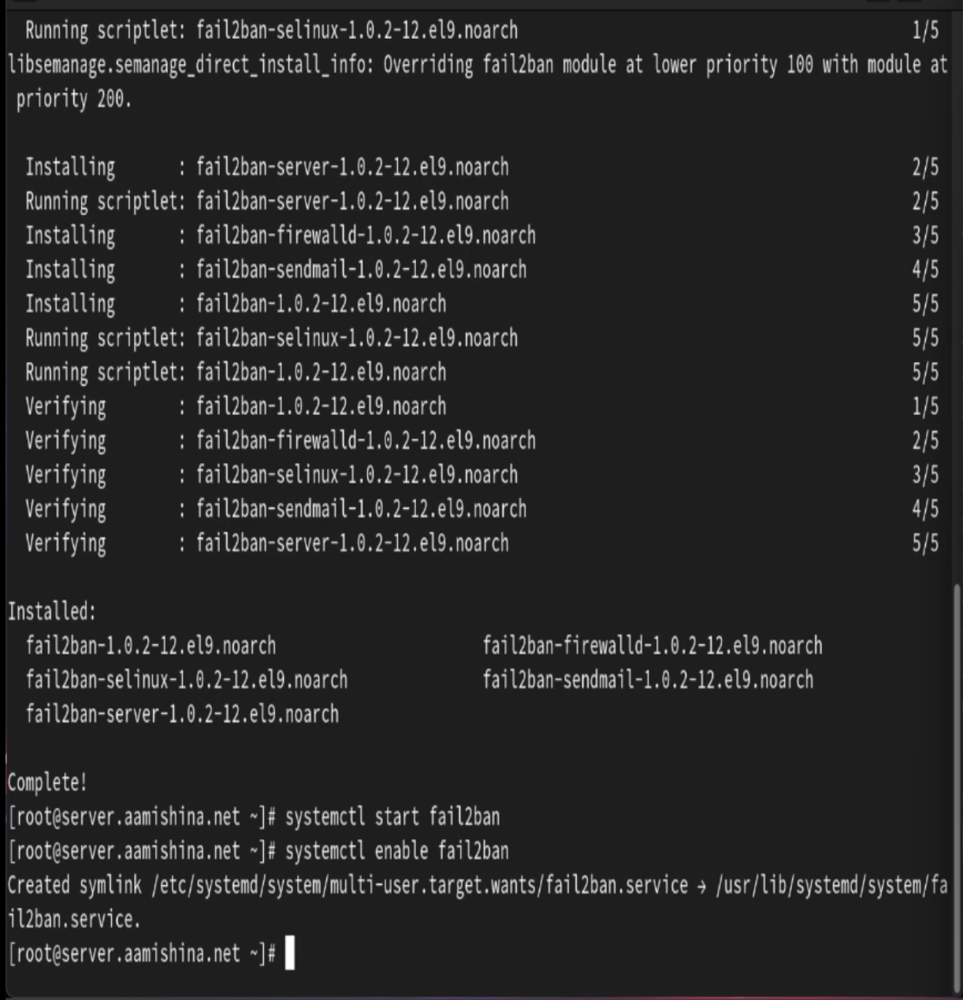 Running scriptlet: fail2ban-selinux-1.0.2-12.el9.noarch 1/5
libsemanage.semanage_direct_install_info: Overriding fail2ban module at lower priority 100 with module at
priority 200.
Installing : fail2ban-server-1.0.2-12.el9.noarch 2/5
Running scriptlet: fail2ban-server-1.0.2-12.el9.noarch 2/5
Installing : fail2ban-firewalld-1.0.2-12.el9.noarch 3/5
Installing : fail2ban-sendmail-1.0.2-12.el9.noarch 4/5
Installing : fail2ban-1.0.2-12.el9.noarch 5/5
Running scriptlet: fail2ban-selinux-1.0.2-12.el9.noarch 5/5
Running scriptlet: fail2ban-1.0.2-12.el9.noarch 5/5
Verifying : fail2ban-1.0.2-12.el9.noarch 1/5
Verifying : fail2ban-firewalld-1.0.2-12.el9.noarch 2/5
Verifying : fail2ban-selinux-1.0.2-12.el9.noarch 3/5
Verifying : fail2ban-sendmail-1.0.2-12.el9.noarch 4/5
Verifying : fail2ban-server-1.0.2-12.el9.noarch 5/5
Installed:
fail2ban-1.0.2-12.el9.noarch fail2ban-firewalld-1.0.2-12.el9.noarch
fail2ban-selinux-1.0.2-12.el9.noarch fail2ban-sendmail-1.0.2-12.el9.noarch
fail2ban-server-1.0.2-12.el9.noarch
Complete!
[root@server.aamishina.net ~]# systemctl start fail2ban
[root@server.aamishina.net ~]# systemctl enable fail2ban
Created symlink /etc/systemd/system/multi-user.target.wants/fail2ban.service → /usr/lib/systemd/system/fa
il2ban.service.
[root@server.aamishina.net ~]#